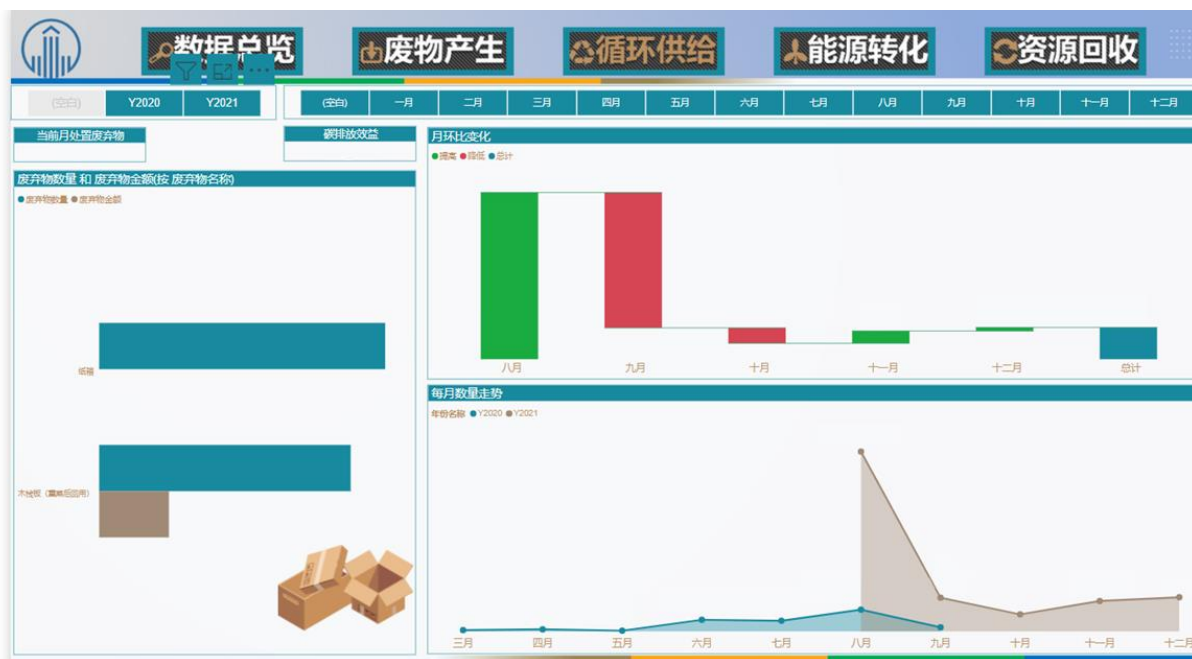 数据总览
废物产生
循环供给
能源转化
资源回收
(空白) Y2020 Y2021
(空白) 一月 二月 三月 四月 五月 六月 七月 八月 九月 十月 十一月 十二月
当前月处置废弃物
碳排放效益
月环比变化
提高 降低 总计
八月 九月 十月 十一月 十二月 总计
废弃物数量 和 废弃物金额(按 废弃物名称)
废弃物数量 废弃物金额
纸箱
每月数量走势
年份名称 Y2020 Y2021
三月 四月 五月 六月 七月 八月 九月 十月 十一月 十二月